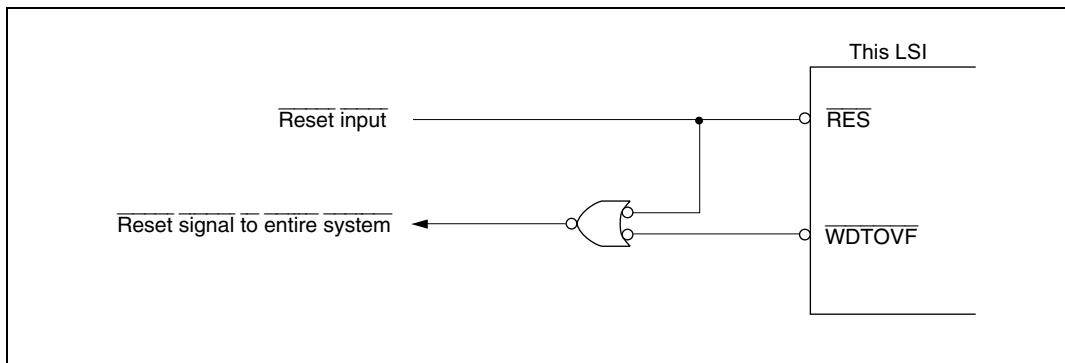 This LSI
Reset input
RES
Reset signal to entire system
WDTOVF